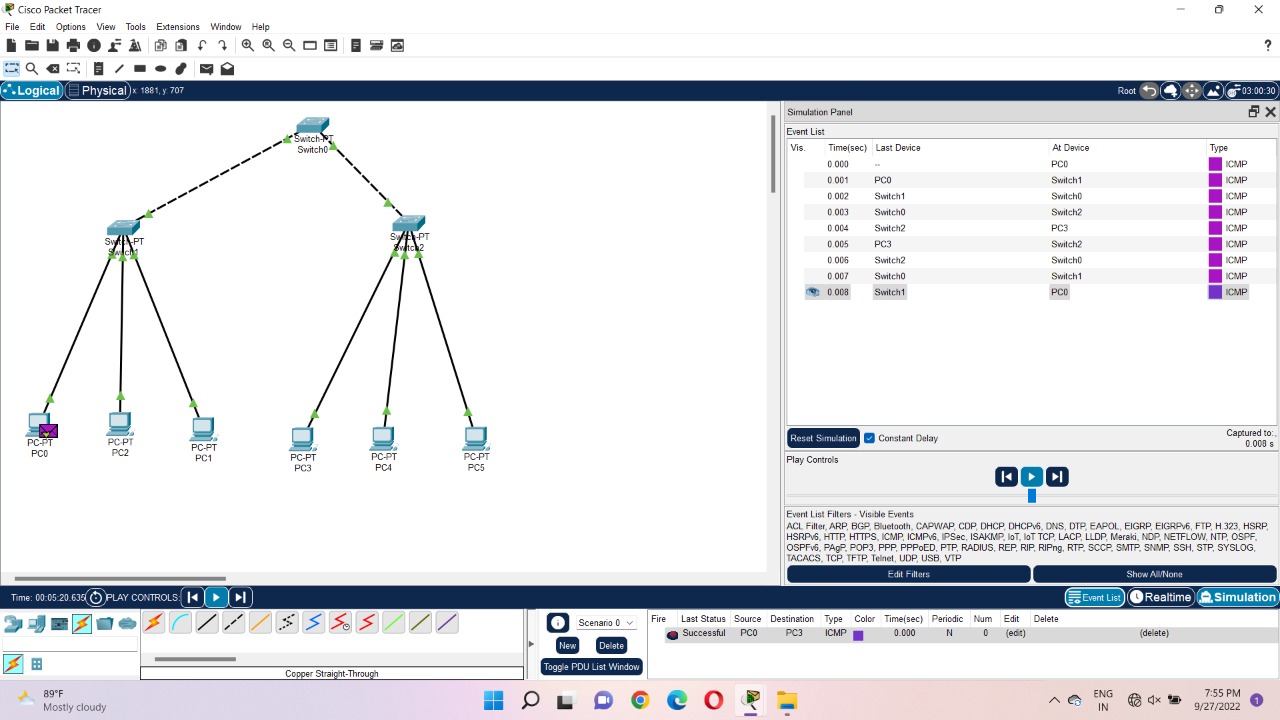 Cisco Packet Tracer
File Edit Options View Tools Extensions Window Help
?
Logical Physical x: 1881, y: 707 Root 03:00:30
Simulation Panel
Event List
Vis. Time(sec) Last Device At Device Type
0.000 -- PC0 ICMP
0.001 PC0 Switch1 ICMP
0.002 Switch1 Switch0 ICMP
0.003 Switch0 Switch2 ICMP
0.004 Switch2 PC3 ICMP
0.005 PC3 Switch2 ICMP
0.006 Switch2 Switch0 ICMP
0.007 Switch0 Switch1 ICMP
0.008 Switch1 PC0 ICMP
Switch-PT
Switch0
Switch-PT
Switch1
Switch-PT
Switch2
PC-PT
PC0
PC-PT
PC2
PC-PT
PC1
PC-PT
PC3
PC-PT
PC4
PC-PT
PC5
Reset Simulation Constant Delay
Captured to:
0.008 s
Play Controls
Event List Filters - Visible Events
ACL Filter, ARP, BGP, Bluetooth, CAPWAP, CDP, DHCP, DHCPv6, DNS, DTP, EAPOL, EIGRP, EIGRPv6, FTP, H.323, HSRP,
HSRPv6, HTTP, HTTPS, ICMP, ICMPv6, IPSec, ISAKMP, IoT, IoT TCP, LACP, LLDP, Meraki, NDP, NETFLOW, NTP, OSPF,
OSPFv6, PAgP, POP3, PPP, PPPoED, PTP, RADIUS, REP, RIP, RIPng, RTP, SCCP, SMTP, SNMP, SSH, STP, SYSLOG,
TACACS, TCP, TFTP, Telnet, UDP, USB, VTP
Edit Filters Show All/None
Time: 00:05:20.635 PLAY CONTROLS: Event List Realtime Simulation
Scenario 0
New Delete
Toggle PDU List Window
Fire Last Status Source Destination Type Color Time(sec) Periodic Num Edit Delete
Successful PC0 PC3 ICMP 0.000 N 0 (edit) (delete)
Copper Straight-Through
89°F
Mostly cloudy
ENG
IN
7:55 PM
9/27/2022
1